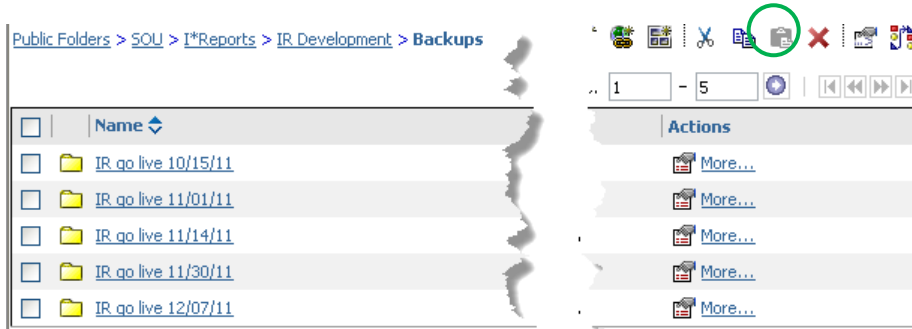 Public Folders > SOU > I*Reports > IR Development > Backups
1 - 5
Name Actions
IR go live 10/15/11 More...
IR go live 11/01/11 More...
IR go live 11/14/11 More...
IR go live 11/30/11 More...
IR go live 12/07/11 More...